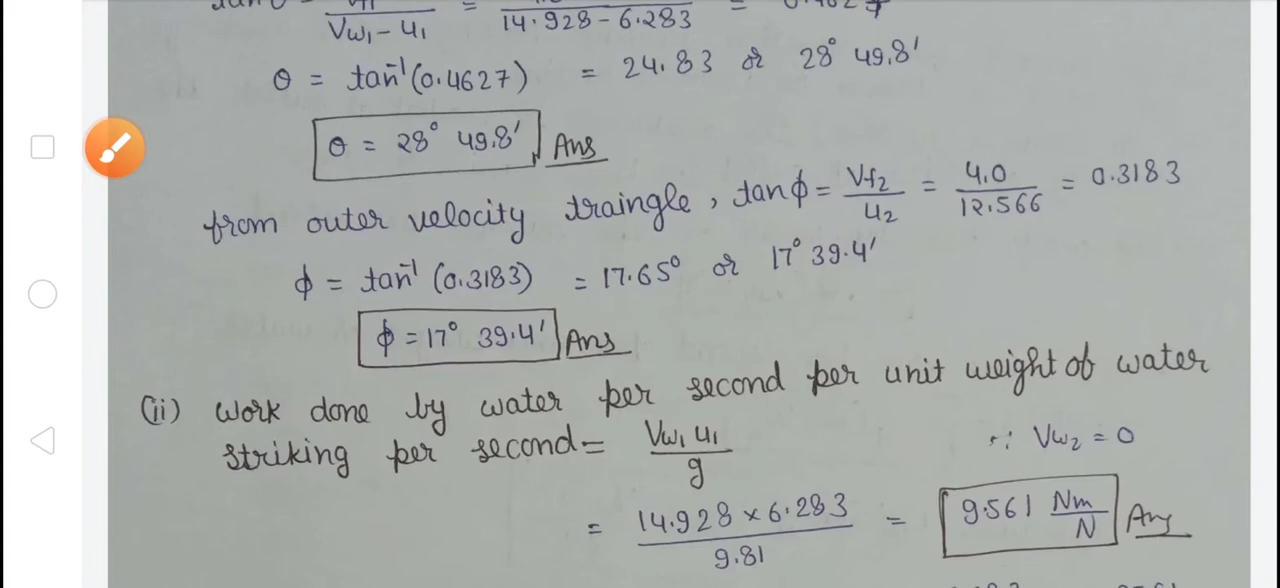 Vw₁ - u₁ = 14.928 - 6.283 =
θ = tan⁻¹(0.4627) = 24.83 or 28° 49.8'
θ = 28° 49.8' Ans
from outer velocity traingle, tanφ = Vf₂/u₂ = 4.0/12.566 = 0.3183
φ = tan⁻¹ (0.3183) = 17.65° or 17° 39.4'
φ = 17° 39.4' Ans
(ii) work done by water per second per unit weight of water
striking per second = Vw₁ u₁/g ∵ Vw₂ = 0
= 14.928 × 6.283/9.81 = 9.561 Nm/N Ans